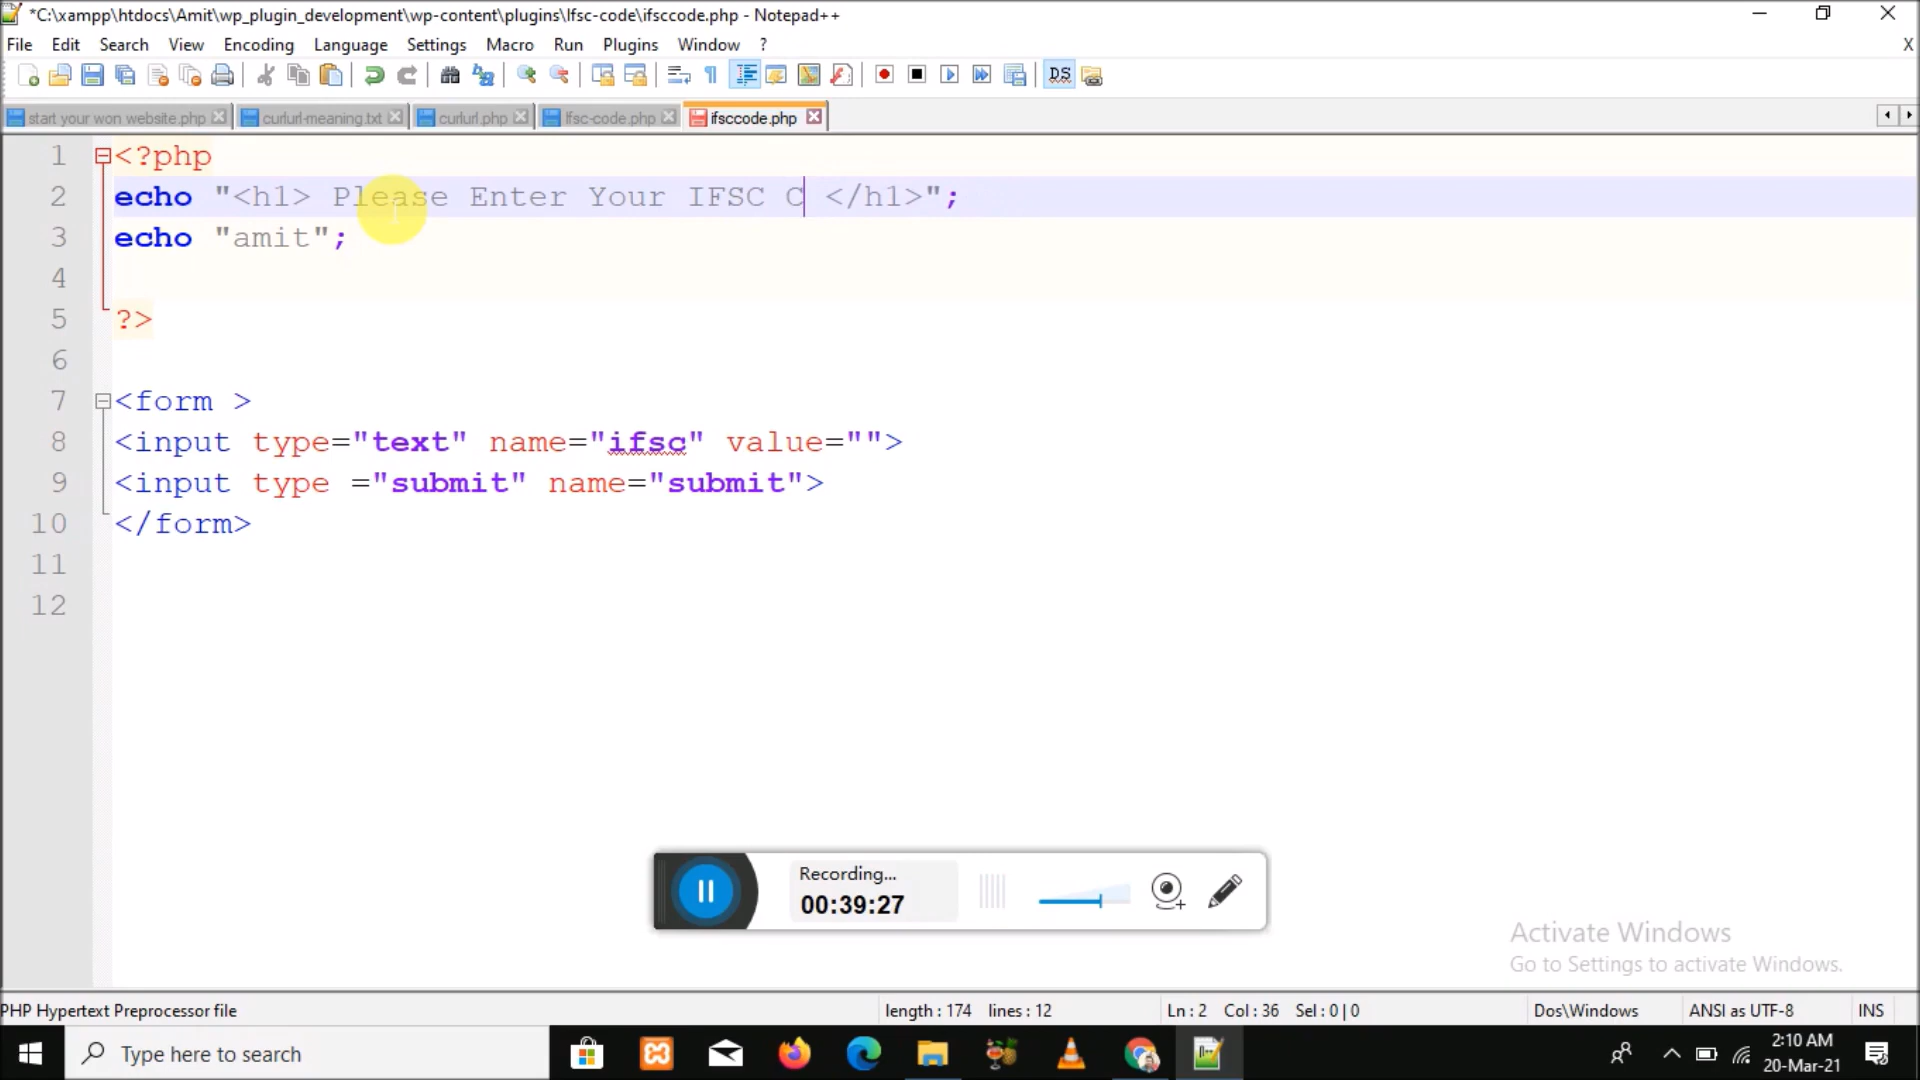 *C:\xampp\htdocs\Amit\wp_plugin_development\wp-content\plugins\Ifsc-code\ifsccode.php - Notepad++
File Edit Search View Encoding Language Settings Macro Run Plugins Window ? X
start your won website.php curlurl-meaning.txt curlurl.php Ifsc-code.php ifsccode.php
1 <?php
2 echo "<h1> Please Enter Your IFSC C </h1>";
3 echo "amit";
4
5 ?>
6
7 <form >
8 <input type="text" name="ifsc" value="">
9 <input type ="submit" name="submit">
10 </form>
11
12
Recording...
00:39:27
Activate Windows
Go to Settings to activate Windows.
PHP Hypertext Preprocessor file length : 174 lines : 12 Ln : 2 Col : 36 Sel : 0 | 0 Dos\Windows ANSI as UTF-8 INS
Type here to search
2:10 AM
20-Mar-21